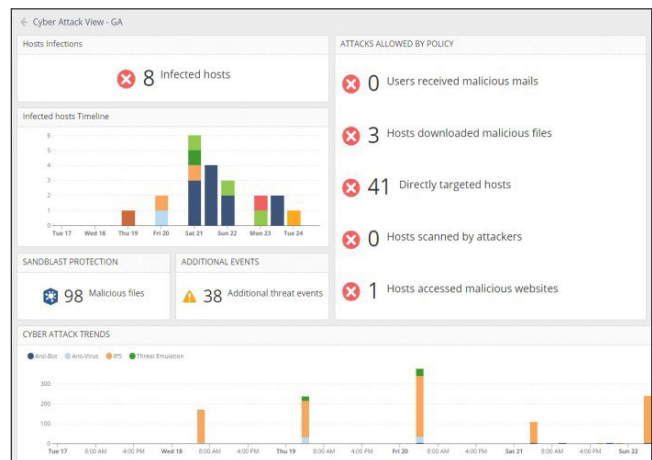 ← Cyber Attack View - GA
Hosts Infections
8 Infected hosts
Infected hosts Timeline
6
5
4
3
2
1
0
Tue 17 Wed 18 Thu 19 Fri 20 Sat 21 Sun 22 Mon 23 Tue 24
SANDBLAST PROTECTION
98 Malicious files
ADDITIONAL EVENTS
38 Additional threat events
ATTACKS ALLOWED BY POLICY
0 Users received malicious mails
3 Hosts downloaded malicious files
41 Directly targeted hosts
0 Hosts scanned by attackers
1 Hosts accessed malicious websites
CYBER ATTACK TRENDS
Anti-Bot Anti-Virus IPS Threat Emulation
300
200
100
0
Tue 17 8:00 AM 4:00 PM Wed 18 8:00 AM 4:00 PM Thu 19 8:00 AM 4:00 PM Fri 20 8:00 AM 4:00 PM Sat 21 8:00 AM 4:00 PM Sun 22